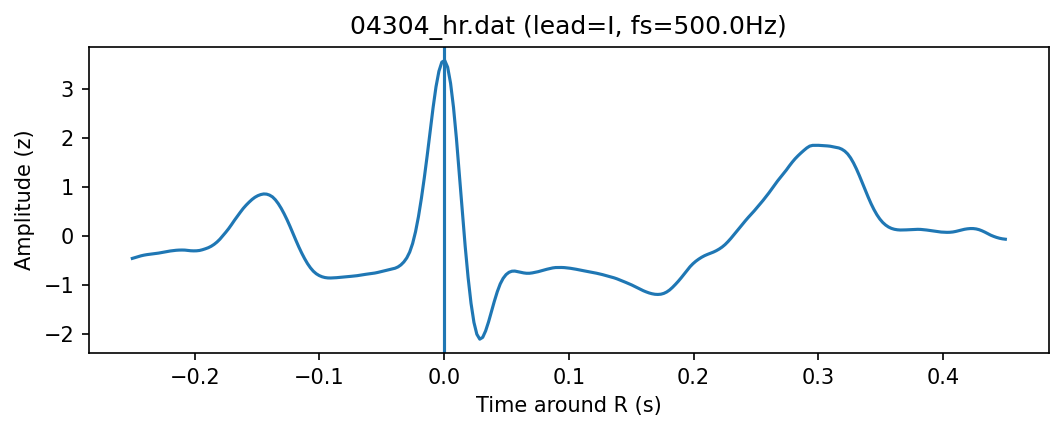 04304_hr.dat (lead=I, fs=500.0Hz)
Amplitude (z)
3
2
1
0
−1
−2
−0.2 −0.1 0.0 0.1 0.2 0.3 0.4
Time around R (s)